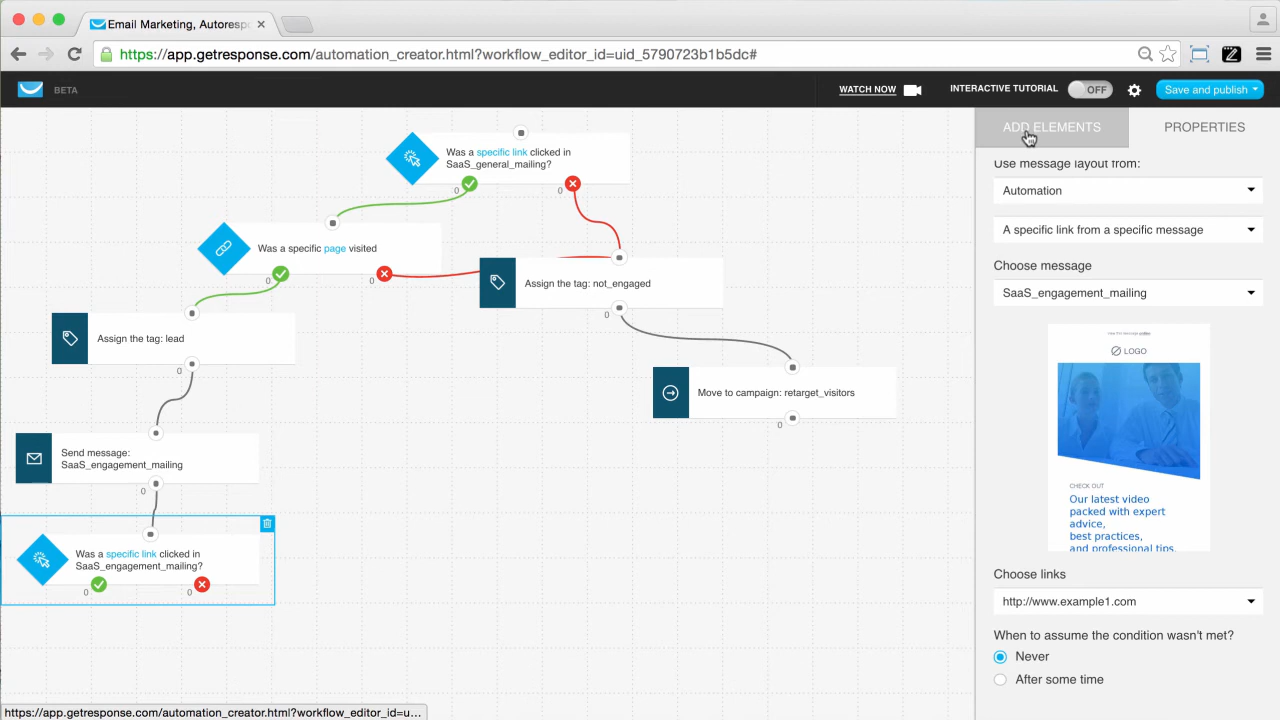 Email Marketing, Autoresp
https://app.getresponse.com/automation_creator.html?workflow_editor_id=uid_5790723b1b5dc#
BETA
WATCH NOW
INTERACTIVE TUTORIAL
OFF
Save and publish
ADD ELEMENTS
PROPERTIES
Was a specific link clicked in
SaaS_general_mailing?
0
0
Was a specific page visited
0
0
Assign the tag: not_engaged
0
Assign the tag: lead
0
Move to campaign: retarget_visitors
0
Send message:
SaaS_engagement_mailing
0
Was a specific link clicked in
SaaS_engagement_mailing?
0
0
Use message layout from:
Automation
A specific link from a specific message
Choose message
SaaS_engagement_mailing
LOGO
CHECK OUT
Our latest video
packed with expert
advice,
best practices,
and professional tips.
Choose links
http://www.example1.com
When to assume the condition wasn't met?
Never
After some time
https://app.getresponse.com/automation_creator.html?workflow_editor_id=u...